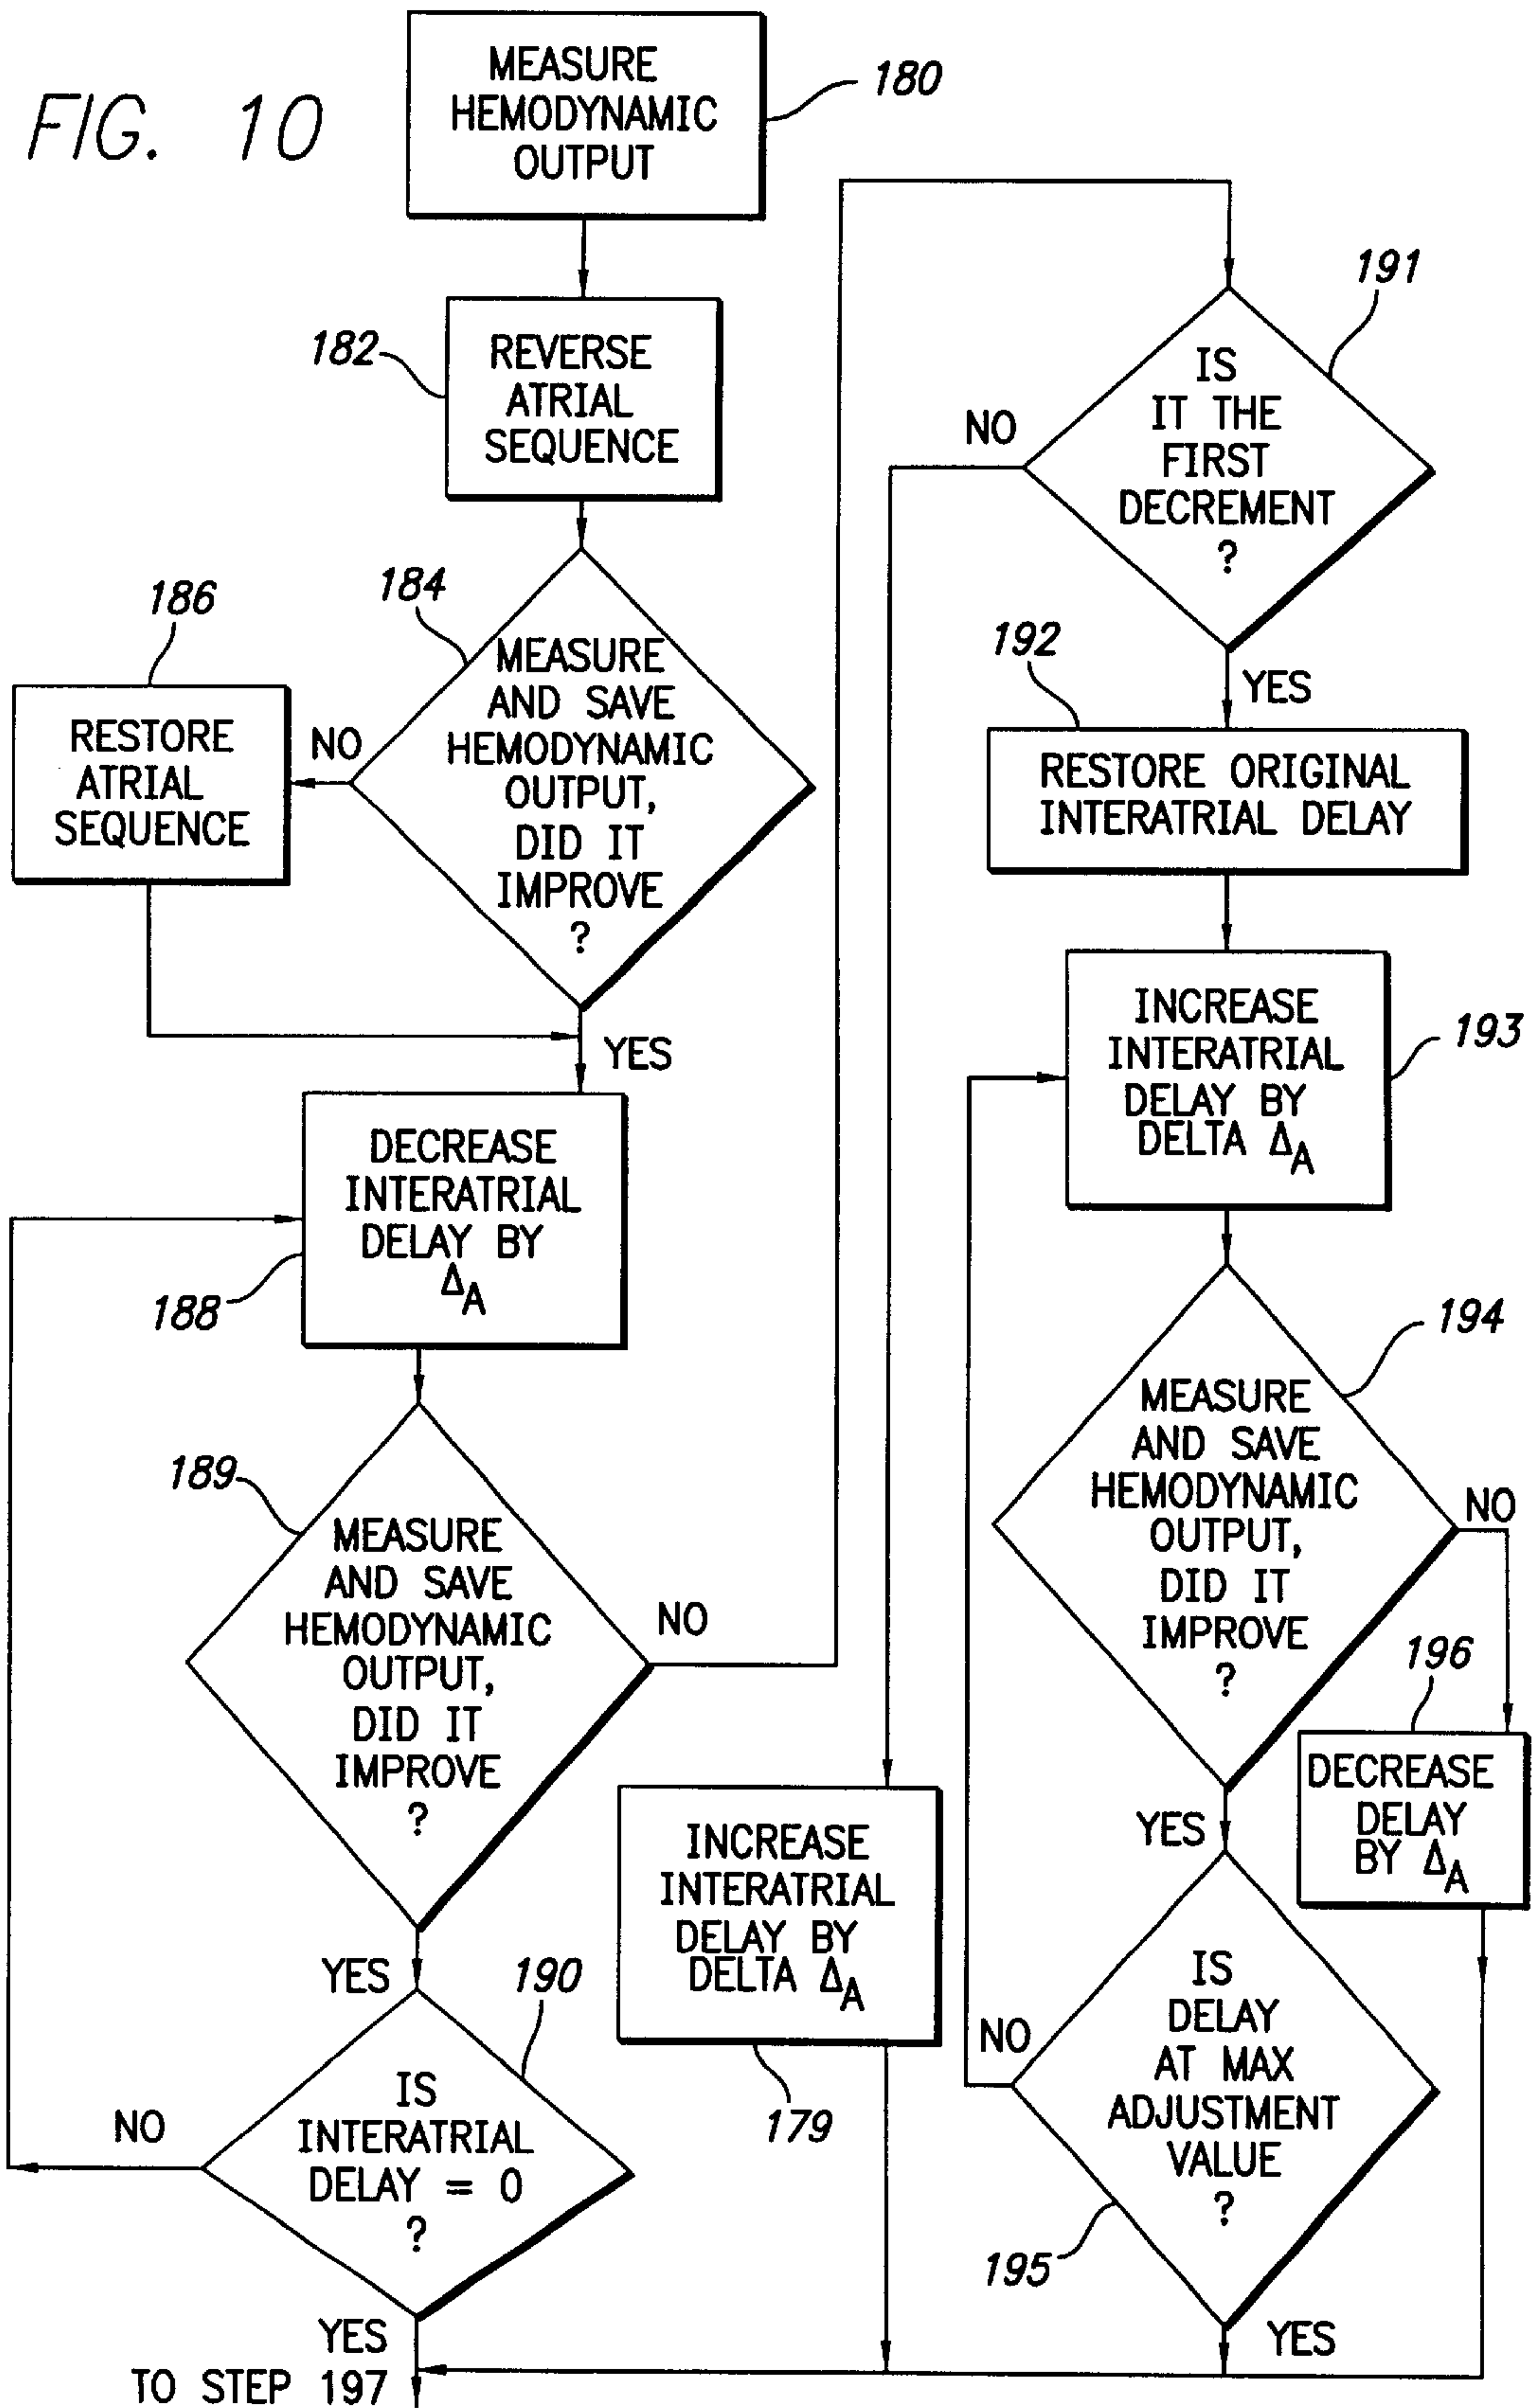 FIG. 10
MEASURE
HEMODYNAMIC
OUTPUT
180
182
REVERSE
ATRIAL
SEQUENCE
184
MEASURE
AND SAVE
HEMODYNAMIC
OUTPUT,
DID IT
IMPROVE
?
NO
YES
186
RESTORE
ATRIAL
SEQUENCE
DECREASE
INTERATRIAL
DELAY BY
ΔA
188
189
MEASURE
AND SAVE
HEMODYNAMIC
OUTPUT,
DID IT
IMPROVE
?
NO
YES
190
IS
INTERATRIAL
DELAY = 0
?
NO
YES
TO STEP 197
191
IS
IT THE
FIRST
DECREMENT
?
NO
YES
INCREASE
INTERATRIAL
DELAY BY
DELTA ΔA
179
192
RESTORE ORIGINAL
INTERATRIAL DELAY
INCREASE
INTERATRIAL
DELAY BY
DELTA ΔA
193
194
MEASURE
AND SAVE
HEMODYNAMIC
OUTPUT,
DID IT
IMPROVE
?
NO
YES
196
DECREASE
DELAY
BY ΔA
IS
DELAY
AT MAX
ADJUSTMENT
VALUE
?
NO
195
YES